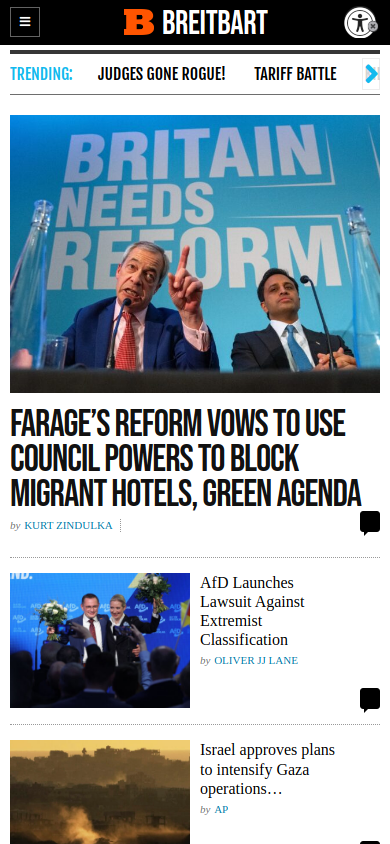 BREITBART
TRENDING: JUDGES GONE ROGUE! TARIFF BATTLE
BRITAIN
NEEDS
REFORM
FARAGE'S REFORM VOWS TO USE
COUNCIL POWERS TO BLOCK
MIGRANT HOTELS, GREEN AGENDA
by KURT ZINDULKA
AfD Launches
Lawsuit Against
Extremist
Classification
by OLIVER JJ LANE
Israel approves plans
to intensify Gaza
operations…
by AP